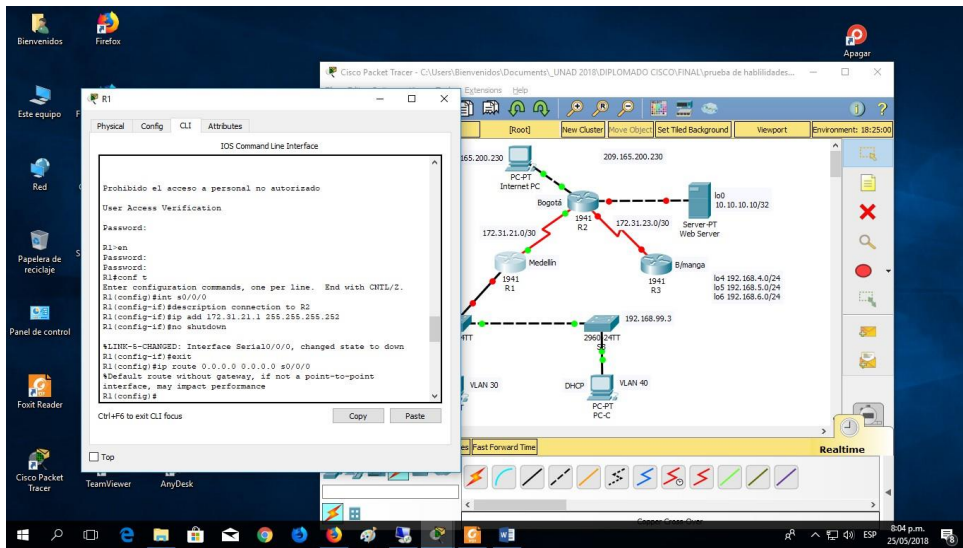 Bienvenidos
Firefox
Apagar
Este equipo
Red
Papelera de
reciclaje
Panel de control
Foxit Reader
Cisco Packet
Tracer
TeamViewer
AnyDesk
Cisco Packet Tracer - C:\Users\Bienvenidos\Documents\_UNAD 2018\DIPLOMADO CISCO\FINAL\prueba de hablilidades...
Extensions Help
[Root]
New Cluster
Move Object
Set Tiled Background
Viewport
Environment: 18:25:00
R1
Physical Config CLI Attributes
IOS Command Line Interface
Prohibido el acceso a personal no autorizado
User Access Verification
Password:
R1>en
Password:
Password:
R1#conf t
Enter configuration commands, one per line. End with CNTL/Z.
R1(config)#int s0/0/0
R1(config-if)#description connection to R2
R1(config-if)#ip add 172.31.21.1 255.255.255.252
R1(config-if)#no shutdown
%LINK-5-CHANGED: Interface Serial0/0/0, changed state to down
R1(config-if)#exit
R1(config)#ip route 0.0.0.0 0.0.0.0 s0/0/0
%Default route without gateway, if not a point-to-point
interface, may impact performance
R1(config)#
Ctrl+F6 to exit CLI focus
Copy
Paste
Top
165.200.230
PC-PT
Internet PC
209.165.200.230
Bogotá
1941
R2
lo0
10.10.10.10/32
Server-PT
Web Server
172.31.21.0/30
172.31.23.0/30
Medellín
1941
R1
B/manga
1941
R3
lo4 192.168.4.0/24
lo5 192.168.5.0/24
lo6 192.168.6.0/24
192.168.99.3
2960-24TT
S3
VLAN 30
DHCP
VLAN 40
PC-PT
PC-C
Fast Forward Time
Realtime
Copper Cross-Over
ESP
8:04 p.m.
25/05/2018
8